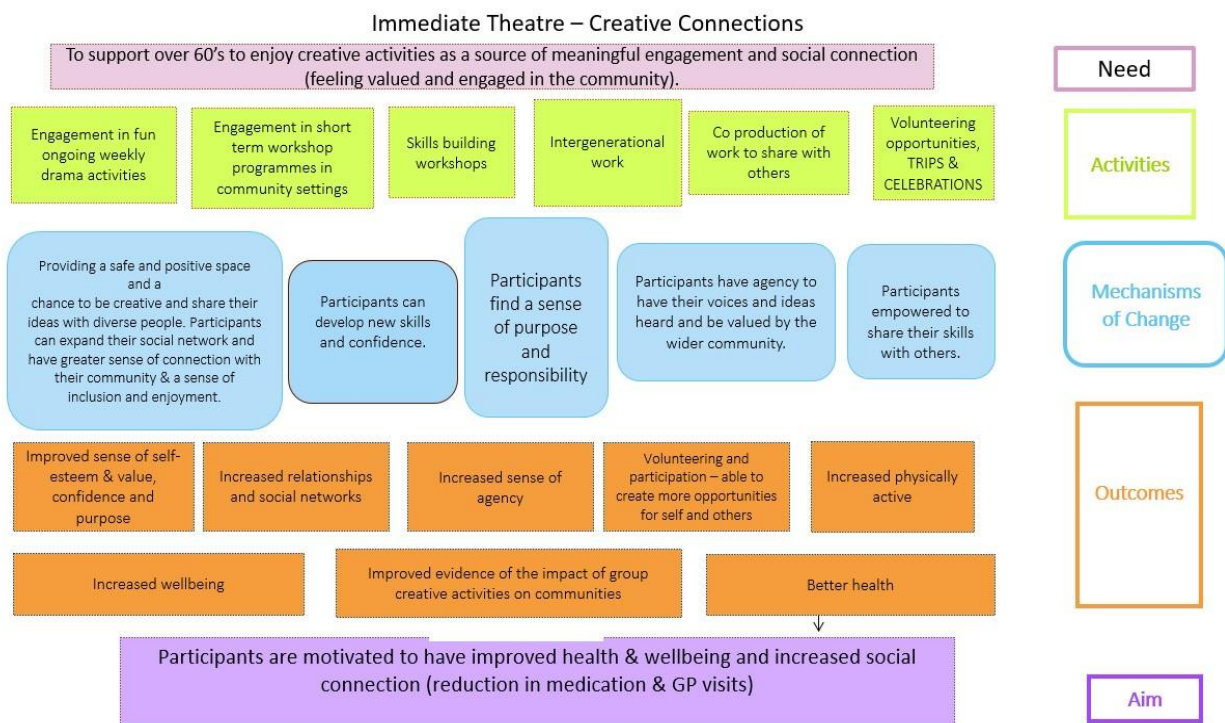 Immediate Theatre – Creative Connections
To support over 60's to enjoy creative activities as a source of meaningful engagement and social connection
(feeling valued and engaged in the community).
Need
Engagement in fun
ongoing weekly
drama activities
Engagement in short
term workshop
programmes in
community settings
Skills building
workshops
Intergenerational
work
Co production of
work to share with
others
Volunteering
opportunities,
TRIPS &
CELEBRATIONS
Activities
Providing a safe and positive space
and a
chance to be creative and share their
ideas with diverse people. Participants
can expand their social network and
have greater sense of connection with
their community & a sense of
inclusion and enjoyment.
Participants can
develop new skills
and confidence.
Participants
find a sense
of purpose
and
responsibility
Participants have agency to
have their voices and ideas
heard and be valued by the
wider community.
Participants
empowered to
share their skills
with others.
Mechanisms
of Change
Improved sense of self-
esteem & value,
confidence and
purpose
Increased relationships
and social networks
Increased sense of
agency
Volunteering and
participation – able to
create more opportunities
for self and others
Increased physically
active
Outcomes
Increased wellbeing
Improved evidence of the impact of group
creative activities on communities
Better health
Participants are motivated to have improved health & wellbeing and increased social
connection (reduction in medication & GP visits)
Aim